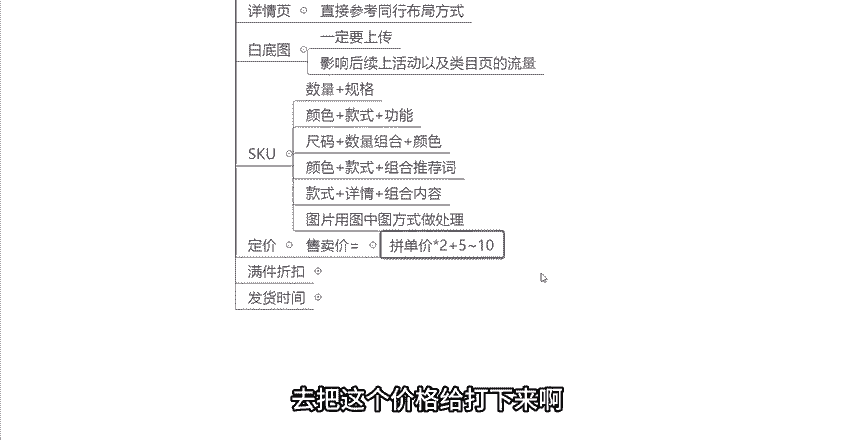 详情页 直接参考同行布局方式
白底图
一定要上传
影响后续上活动以及类目页的流量
SKU
数量+规格
颜色+款式+功能
尺码+数量组合+颜色
颜色+款式+组合推荐词
款式+详情+组合内容
图片用图中图方式做处理
定价 售卖价= 拼单价*2+5~10
满件折扣
发货时间
去把这个价格给打下来啊